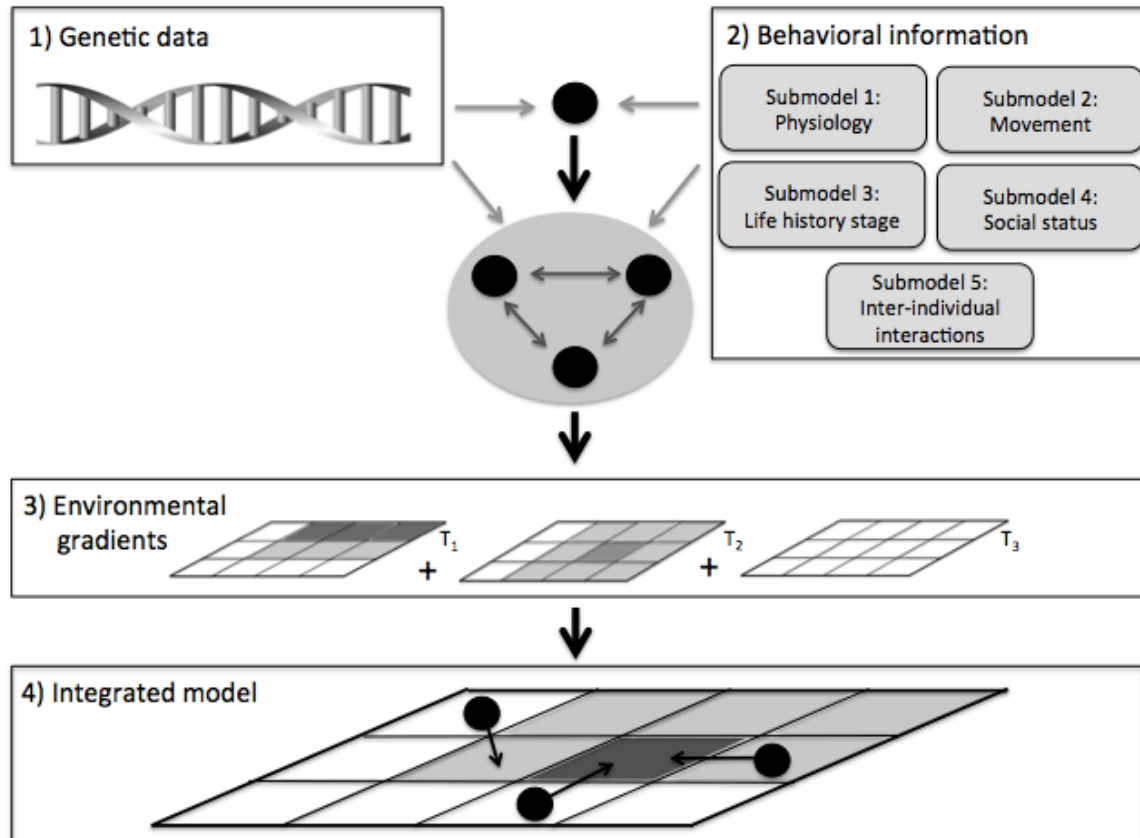 1) Genetic data
2) Behavioral information
Submodel 1:
Physiology
Submodel 2:
Movement
Submodel 3:
Life history stage
Submodel 4:
Social status
Submodel 5:
Inter-individual
interactions
3) Environmental
gradients
T₁
+
T₂
+
T₃
4) Integrated model